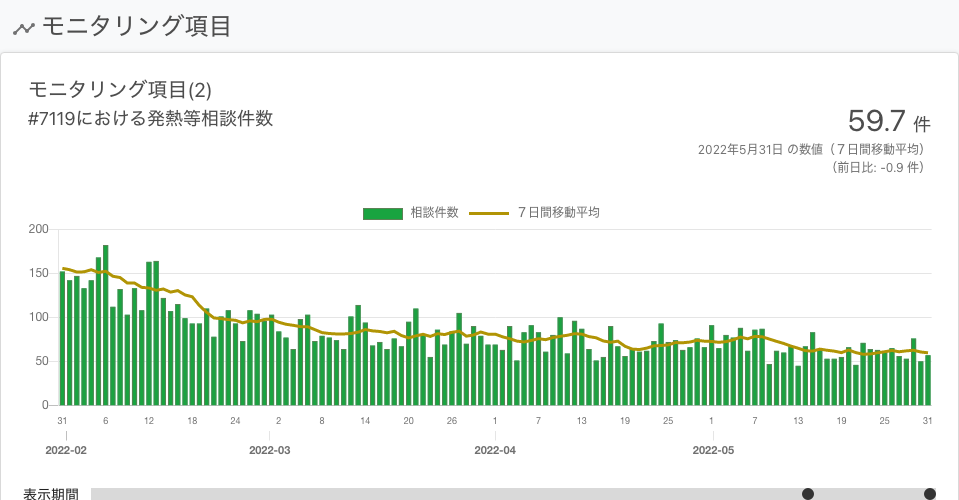 モニタリング項目
モニタリング項目(2)
#7119における発熱等相談件数
59.7 件
2022年5月31日 の数値（７日間移動平均）
（前日比: -0.9 件）
相談件数 ７日間移動平均
200
150
100
50
0
31 6 12 18 24 2 8 14 20 26 1 7 13 19 25 1 7 13 19 25 31
2022-02 2022-03 2022-04 2022-05
表示期間